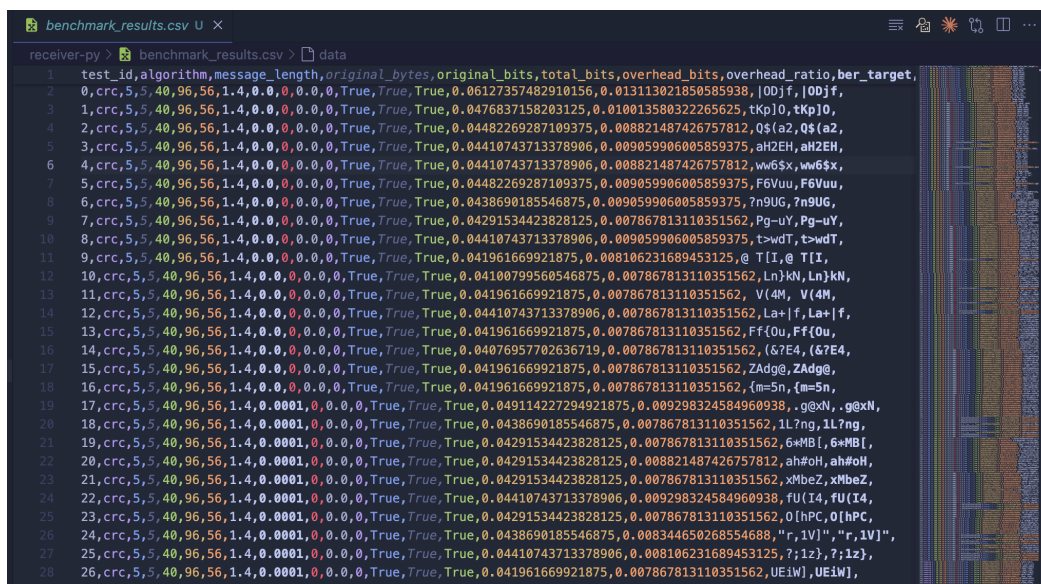 benchmark_results.csv U ×
receiver-py > benchmark_results.csv > data
1 test_id,algorithm,message_length,original_bytes,original_bits,total_bits,overhead_bits,overhead_ratio,ber_target,
2 0,crc,5,5,40,96,56,1.4,0.0,0,0.0,0,True,True,True,0.06127357482910156,0.013113021850585938,|ODjf,|ODjf,
3 1,crc,5,5,40,96,56,1.4,0.0,0,0.0,0,True,True,True,0.0476837158203125,0.010013580322265625,tKp]O,tKp]O,
4 2,crc,5,5,40,96,56,1.4,0.0,0,0.0,0,True,True,True,0.04482269287109375,0.008821487426757812,Q$(a2,Q$(a2,
5 3,crc,5,5,40,96,56,1.4,0.0,0,0.0,0,True,True,True,0.04410743713378906,0.009059906005859375,aH2EH,aH2EH,
6 4,crc,5,5,40,96,56,1.4,0.0,0,0.0,0,True,True,True,0.04410743713378906,0.008821487426757812,ww6$x,ww6$x,
7 5,crc,5,5,40,96,56,1.4,0.0,0,0.0,0,True,True,True,0.04482269287109375,0.009059906005859375,F6Vuu,F6Vuu,
8 6,crc,5,5,40,96,56,1.4,0.0,0,0.0,0,True,True,True,0.0438690185546875,0.009059906005859375,?n9UG,?n9UG,
9 7,crc,5,5,40,96,56,1.4,0.0,0,0.0,0,True,True,True,0.04291534423828125,0.007867813110351562,Pg-uY,Pg-uY,
10 8,crc,5,5,40,96,56,1.4,0.0,0,0.0,0,True,True,True,0.04410743713378906,0.009059906005859375,t>wdT,t>wdT,
11 9,crc,5,5,40,96,56,1.4,0.0,0,0.0,0,True,True,True,0.041961669921875,0.008106231689453125,@ T[I,@ T[I,
12 10,crc,5,5,40,96,56,1.4,0.0,0,0.0,0,True,True,True,0.04100799560546875,0.007867813110351562,Ln}kN,Ln}kN,
13 11,crc,5,5,40,96,56,1.4,0.0,0,0.0,0,True,True,True,0.041961669921875,0.007867813110351562, V(4M, V(4M,
14 12,crc,5,5,40,96,56,1.4,0.0,0,0.0,0,True,True,True,0.04410743713378906,0.007867813110351562,La+|f,La+|f,
15 13,crc,5,5,40,96,56,1.4,0.0,0,0.0,0,True,True,True,0.041961669921875,0.007867813110351562,Ff{Ou,Ff{Ou,
16 14,crc,5,5,40,96,56,1.4,0.0,0,0.0,0,True,True,True,0.04076957702636719,0.007867813110351562,(&?E4,(&?E4,
17 15,crc,5,5,40,96,56,1.4,0.0,0,0.0,0,True,True,True,0.041961669921875,0.007867813110351562,ZAdg@,ZAdg@,
18 16,crc,5,5,40,96,56,1.4,0.0,0,0.0,0,True,True,True,0.041961669921875,0.007867813110351562,{m=5n,{m=5n,
19 17,crc,5,5,40,96,56,1.4,0.0001,0,0.0,0,True,True,True,0.049114227294921875,0.009298324584960938,.g@xN,.g@xN,
20 18,crc,5,5,40,96,56,1.4,0.0001,0,0.0,0,True,True,True,0.0438690185546875,0.007867813110351562,1L?ng,1L?ng,
21 19,crc,5,5,40,96,56,1.4,0.0001,0,0.0,0,True,True,True,0.04291534423828125,0.007867813110351562,6*MB[,6*MB[,
22 20,crc,5,5,40,96,56,1.4,0.0001,0,0.0,0,True,True,True,0.04291534423828125,0.008821487426757812,ah#oH,ah#oH,
23 21,crc,5,5,40,96,56,1.4,0.0001,0,0.0,0,True,True,True,0.04291534423828125,0.007867813110351562,xMbeZ,xMbeZ,
24 22,crc,5,5,40,96,56,1.4,0.0001,0,0.0,0,True,True,True,0.04410743713378906,0.009298324584960938,fU(I4,fU(I4,
25 23,crc,5,5,40,96,56,1.4,0.0001,0,0.0,0,True,True,True,0.04291534423828125,0.007867813110351562,O[hPC,O[hPC,
26 24,crc,5,5,40,96,56,1.4,0.0001,0,0.0,0,True,True,True,0.0438690185546875,0.008344650268554688,"r,1V]","r,1V]",
27 25,crc,5,5,40,96,56,1.4,0.0001,0,0.0,0,True,True,True,0.04410743713378906,0.008106231689453125,?;1z},?;1z},
28 26,crc,5,5,40,96,56,1.4,0.0001,0,0.0,0,True,True,True,0.041961669921875,0.007867813110351562,UEiW],UEiW],